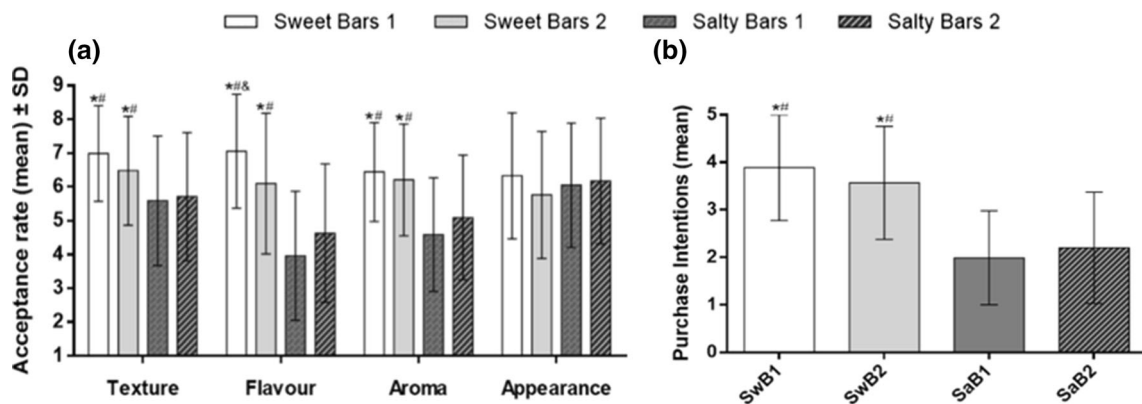 Sweet Bars 1 Sweet Bars 2 Salty Bars 1 Salty Bars 2
(a)
Acceptance rate (mean) ± SD
9
8
7
6
5
4
3
2
1
*# *# *#& *# *# *#
Texture Flavour Aroma Appearance
(b)
Purchase Intentions (mean)
5
4
3
2
1
0
*# *#
SwB1 SwB2 SaB1 SaB2